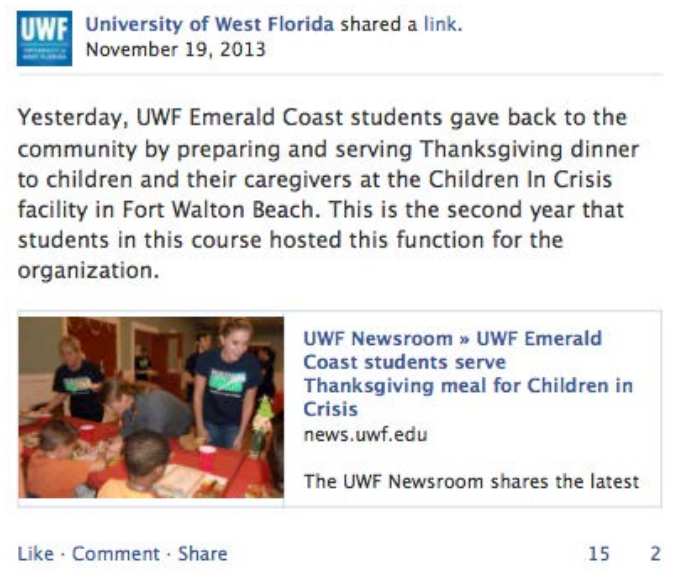 UWF
University of West Florida shared a link.
November 19, 2013
Yesterday, UWF Emerald Coast students gave back to the
community by preparing and serving Thanksgiving dinner
to children and their caregivers at the Children In Crisis
facility in Fort Walton Beach. This is the second year that
students in this course hosted this function for the
organization.
UWF Newsroom » UWF Emerald
Coast students serve
Thanksgiving meal for Children in
Crisis
news.uwf.edu
The UWF Newsroom shares the latest
Like · Comment · Share 15 2